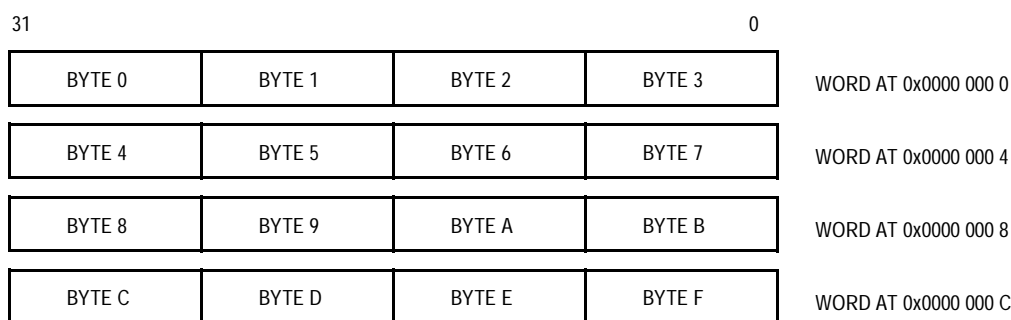 31 0
BYTE 0 BYTE 1 BYTE 2 BYTE 3 WORD AT 0x0000 000 0
BYTE 4 BYTE 5 BYTE 6 BYTE 7 WORD AT 0x0000 000 4
BYTE 8 BYTE 9 BYTE A BYTE B WORD AT 0x0000 000 8
BYTE C BYTE D BYTE E BYTE F WORD AT 0x0000 000 C